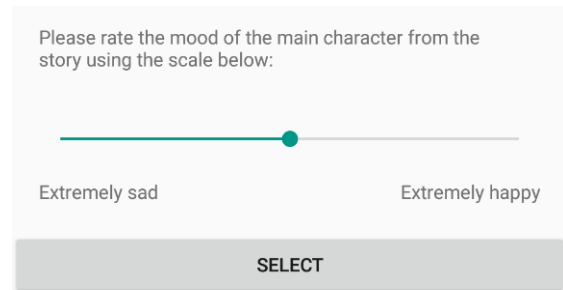 Please rate the mood of the main character from the
story using the scale below:
Extremely sad
Extremely happy
SELECT